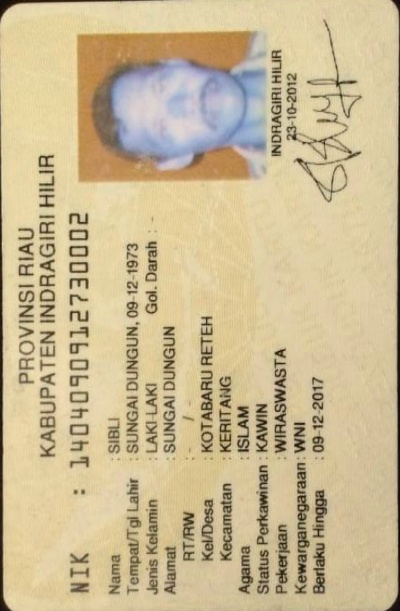 PROVINSI RIAU
KABUPATEN INDRAGIRI HILIR
NIK : 1404090912730002
Nama : SIBLI
Tempat/Tgl Lahir : SUNGAI DUNGUN, 09-12-1973
Jenis Kelamin : LAKI-LAKI Gol. Darah : -
Alamat : SUNGAI DUNGUN
RT/RW : - / -
Kel/Desa : KOTABARU RETEH
Kecamatan : KERITANG
Agama : ISLAM
Status Perkawinan : KAWIN
Pekerjaan : WIRASWASTA
Kewarganegaraan : WNI
Berlaku Hingga : 09-12-2017
INDRAGIRI HILIR
23-10-2012